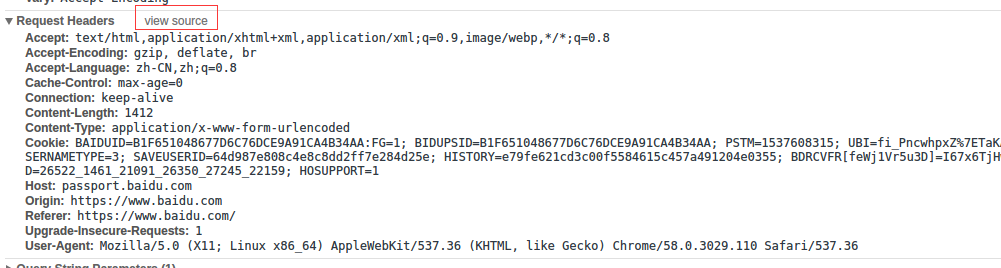 Vary: Accept-Encoding
Request Headers view source
Accept: text/html,application/xhtml+xml,application/xml;q=0.9,image/webp,*/*;q=0.8
Accept-Encoding: gzip, deflate, br
Accept-Language: zh-CN,zh;q=0.8
Cache-Control: max-age=0
Connection: keep-alive
Content-Length: 1412
Content-Type: application/x-www-form-urlencoded
Cookie: BAIDUID=B1F651048677D6C76DCE9A91CA4B34AA:FG=1; BIDUPSID=B1F651048677D6C76DCE9A91CA4B34AA; PSTM=1537608315; UBI=fi_PncwhpxZ%7ETaKA
SERNAMETYPE=3; SAVEUSERID=64d987e808c4e8c8dd2ff7e284d25e; HISTORY=e79fe621cd3c00f5584615c457a491204e0355; BDRCVFR[feWj1Vr5u3D]=I67x6TjH
D=26522_1461_21091_26350_27245_22159; HOSUPPORT=1
Host: passport.baidu.com
Origin: https://www.baidu.com
Referer: https://www.baidu.com/
Upgrade-Insecure-Requests: 1
User-Agent: Mozilla/5.0 (X11; Linux x86_64) AppleWebKit/537.36 (KHTML, like Gecko) Chrome/58.0.3029.110 Safari/537.36
Query String Parameters (1)